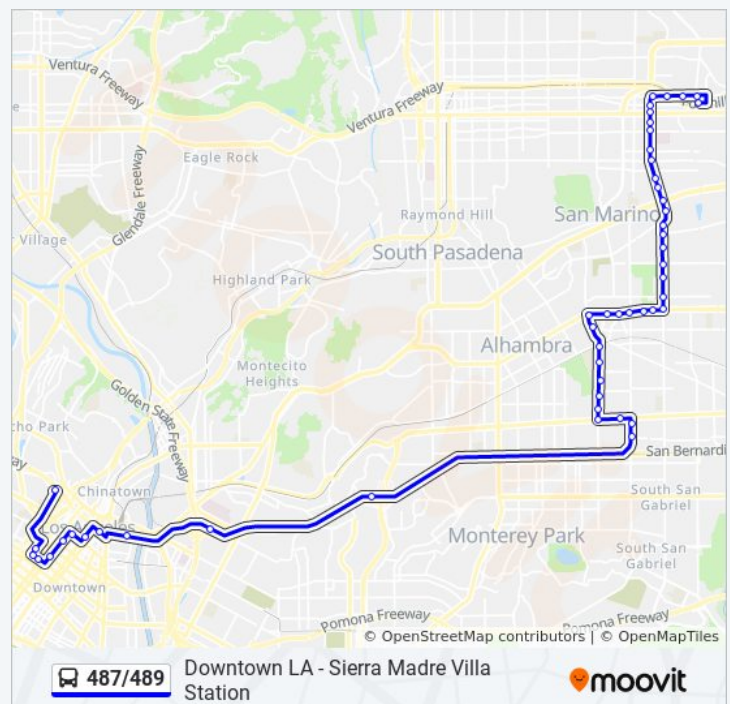 Ventura Freeway
Ventura Freeway
Eagle Rock
Glendale Freeway
Raymond Hill
San Marino
Village
South Pasadena
Highland Park
Alhambra
Montecito
Heights
Golden State Freeway
cho Park
San Bernardi
Chinatown
South San
Gabriel
Los Angeles
Monterey Park
South San
Gabriel
Downtown
Pomona Freeway
Pomona Freeway
© OpenStreetMap contributors | © OpenMapTiles
487/489
Downtown LA - Sierra Madre Villa
Station
moovit